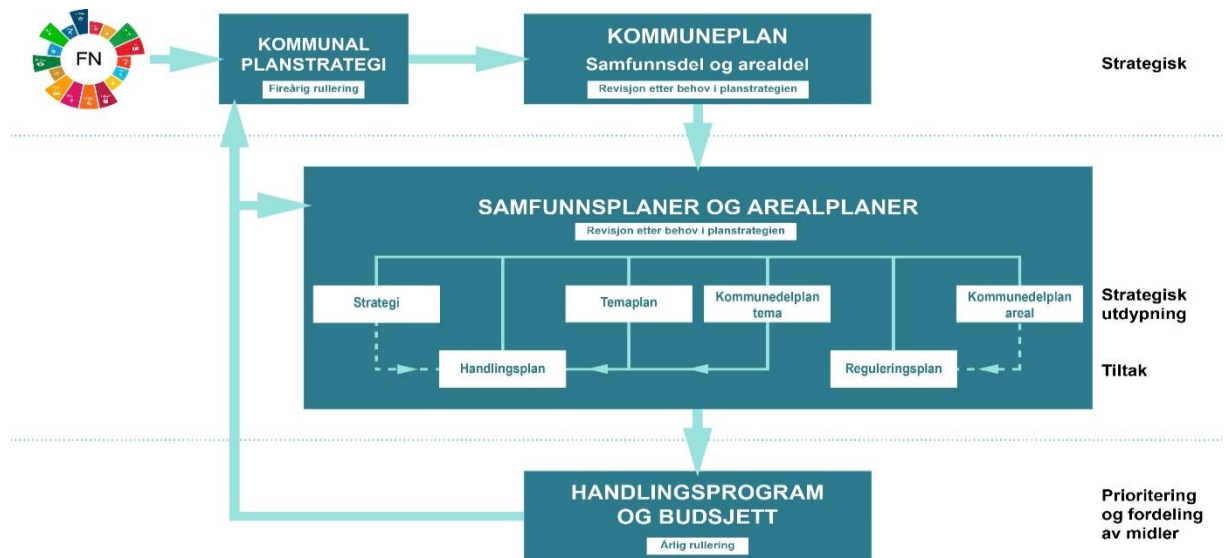 FN
KOMMUNAL
PLANSTRATEGI
Fireårig rullering
KOMMUNEPLAN
Samfunnsdel og arealdel
Revisjon etter behov i planstrategien
Strategisk
SAMFUNNSPLANER OG AREALPLANER
Revisjon etter behov i planstrategien
Strategi
Temaplan
Kommunedelplan
tema
Kommunedelplan
areal
Strategisk
utdypning
Handlingsplan
Reguleringsplan
Tiltak
HANDLINGSPROGRAM
OG BUDSJETT
Årlig rullering
Prioritering
og fordeling
av midler